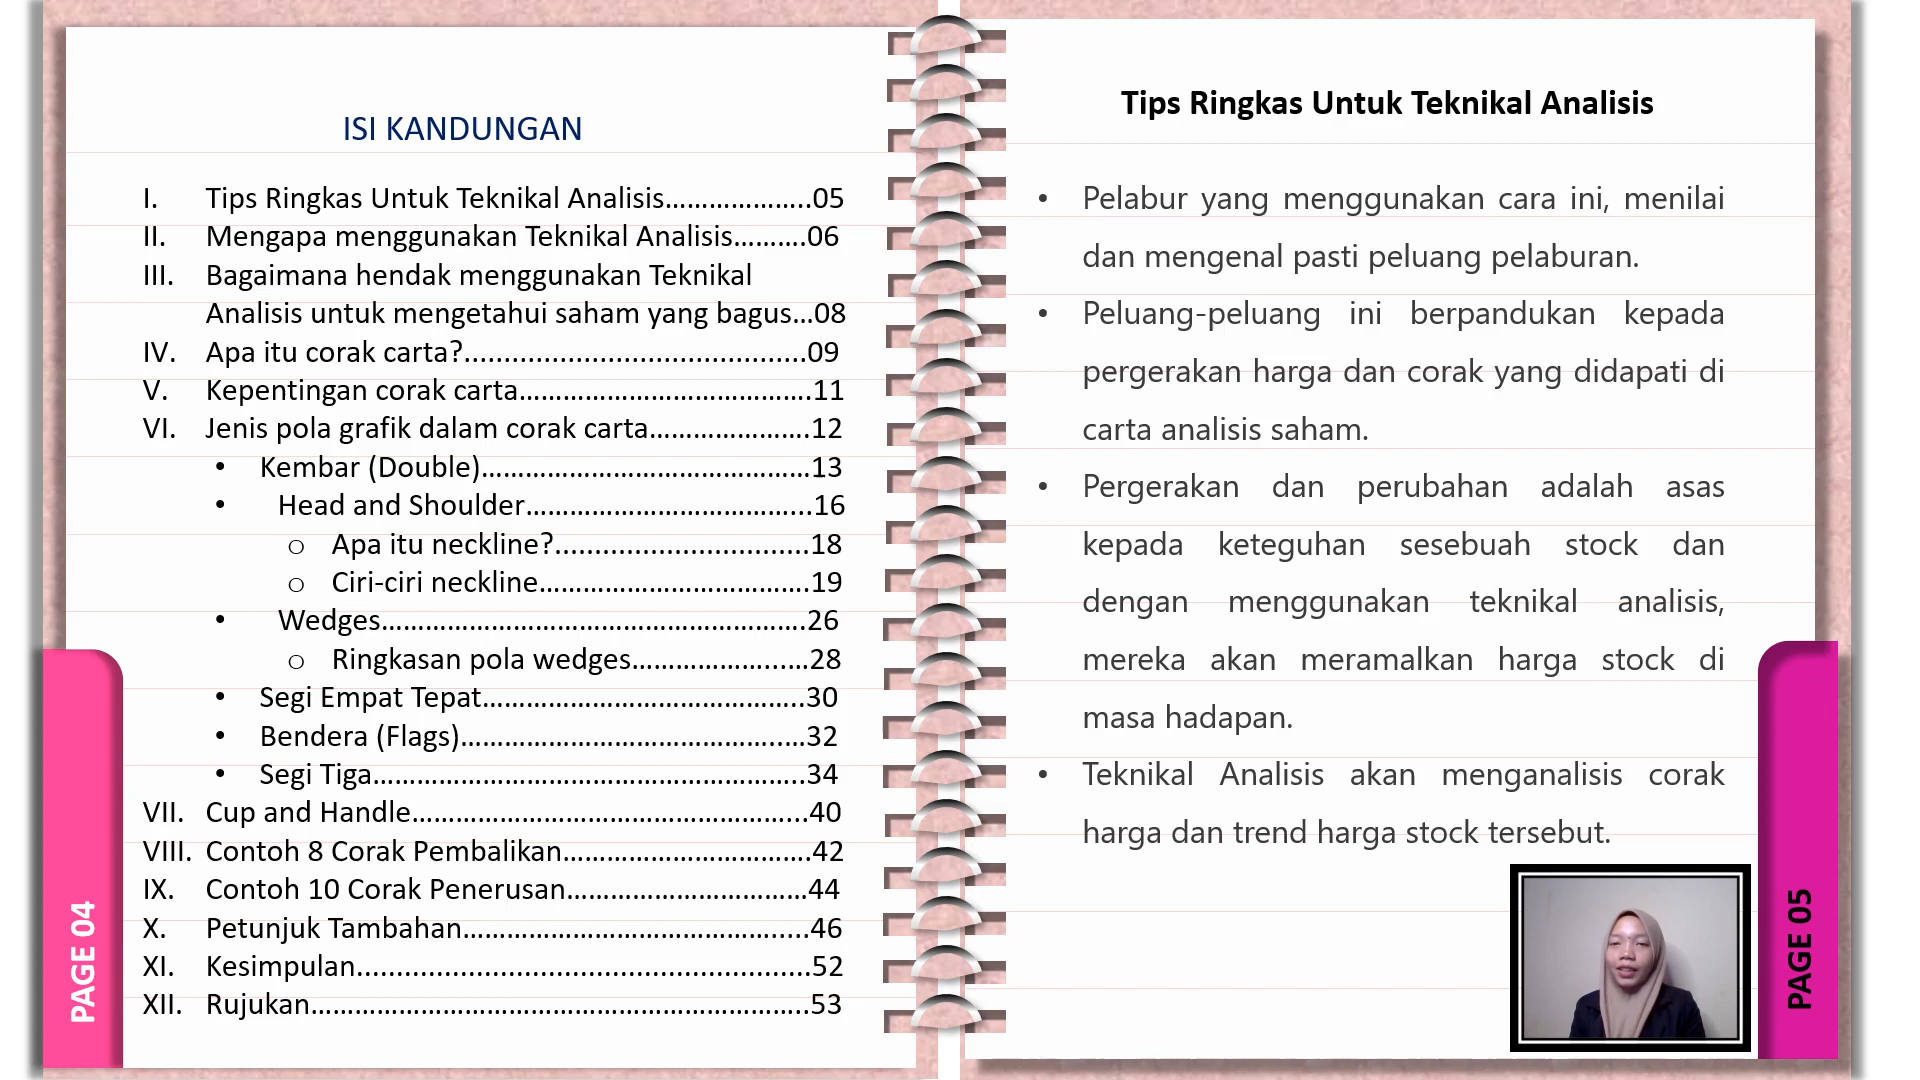 ISI KANDUNGAN
I. Tips Ringkas Untuk Teknikal Analisis....................05
II. Mengapa menggunakan Teknikal Analisis..........06
III. Bagaimana hendak menggunakan Teknikal
Analisis untuk mengetahui saham yang bagus...08
IV. Apa itu corak carta?.......................................09
V. Kepentingan corak carta........................................11
VI. Jenis pola grafik dalam corak carta......................12
• Kembar (Double).............................................13
• Head and Shoulder.......................................16
o Apa itu neckline?...............................18
o Ciri-ciri neckline.....................................19
• Wedges..........................................................26
o Ringkasan pola wedges........................28
• Segi Empat Tepat............................................30
• Bendera (Flags)...............................................32
• Segi Tiga...........................................................34
VII. Cup and Handle......................................................40
VIII. Contoh 8 Corak Pembalikan..................................42
IX. Contoh 10 Corak Penerusan.................................44
X. Petunjuk Tambahan...............................................46
XI. Kesimpulan........................................................52
XII. Rujukan....................................................................53
PAGE 04
Tips Ringkas Untuk Teknikal Analisis
• Pelabur yang menggunakan cara ini, menilai
dan mengenal pasti peluang pelaburan.
• Peluang-peluang ini berpandukan kepada
pergerakan harga dan corak yang didapati di
carta analisis saham.
• Pergerakan dan perubahan adalah asas
kepada keteguhan sesebuah stock dan
dengan menggunakan teknikal analisis,
mereka akan meramalkan harga stock di
masa hadapan.
• Teknikal Analisis akan menganalisis corak
harga dan trend harga stock tersebut.
PAGE 05